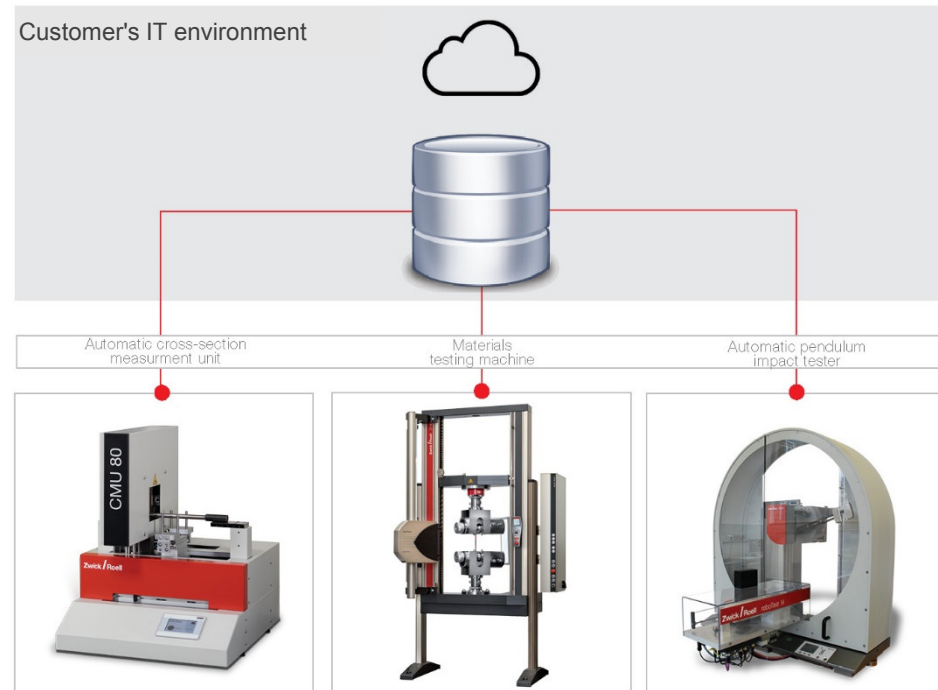 Customer's IT environment
Automatic cross-section
measurment unit
Materials
testing machine
Automatic pendulum
impact tester
CMU 80
Zwick / Roell
Zwick / Roell